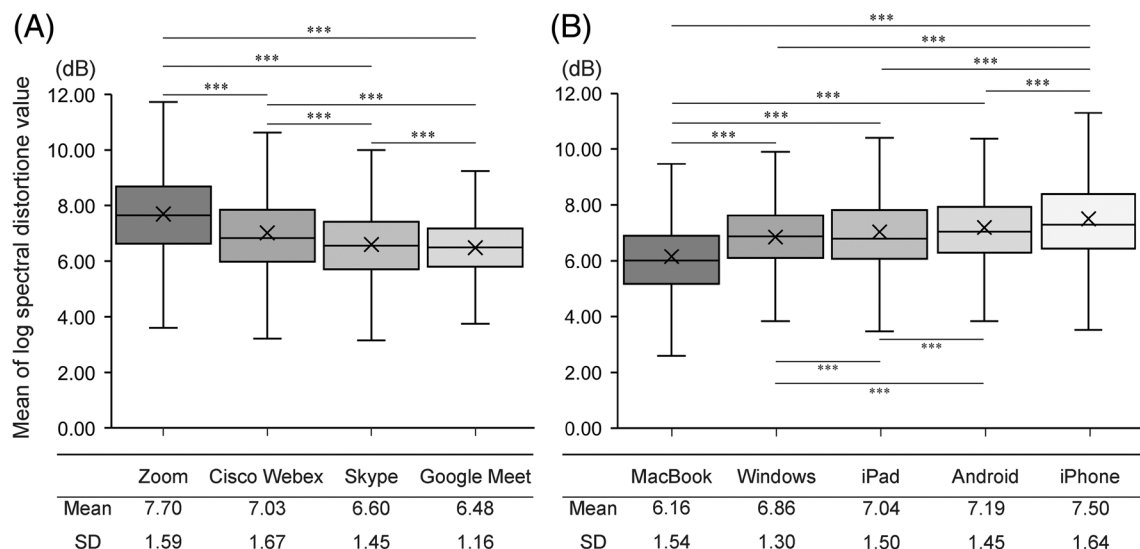 (A)
(dB)
***
***
***
***
***
***
12.00
10.00
8.00
6.00
4.00
2.00
0.00
Mean of log spectral distortione value
Zoom Cisco Webex Skype Google Meet
Mean 7.70 7.03 6.60 6.48
SD 1.59 1.67 1.45 1.16
(B)
(dB)
***
***
***
***
***
***
***
12.00
10.00
8.00
6.00
4.00
2.00
0.00
***
***
***
MacBook Windows iPad Android iPhone
Mean 6.16 6.86 7.04 7.19 7.50
SD 1.54 1.30 1.50 1.45 1.64